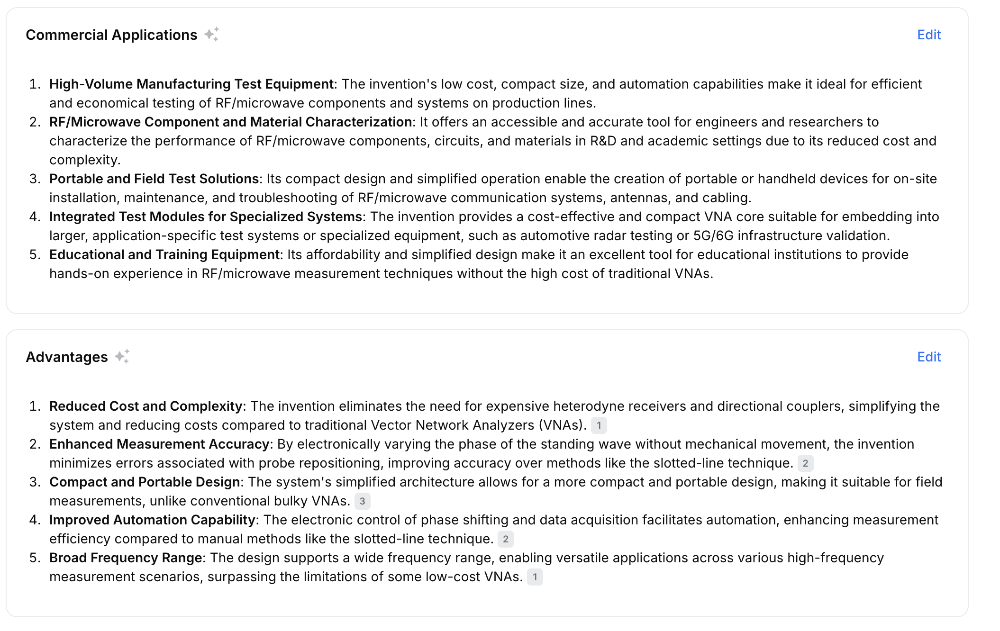 Commercial Applications
Edit
1. High-Volume Manufacturing Test Equipment: The invention's low cost, compact size, and automation capabilities make it ideal for efficient
and economical testing of RF/microwave components and systems on production lines.
2. RF/Microwave Component and Material Characterization: It offers an accessible and accurate tool for engineers and researchers to
characterize the performance of RF/microwave components, circuits, and materials in R&D and academic settings due to its reduced cost and
complexity.
3. Portable and Field Test Solutions: Its compact design and simplified operation enable the creation of portable or handheld devices for on-site
installation, maintenance, and troubleshooting of RF/microwave communication systems, antennas, and cabling.
4. Integrated Test Modules for Specialized Systems: The invention provides a cost-effective and compact VNA core suitable for embedding into
larger, application-specific test systems or specialized equipment, such as automotive radar testing or 5G/6G infrastructure validation.
5. Educational and Training Equipment: Its affordability and simplified design make it an excellent tool for educational institutions to provide
hands-on experience in RF/microwave measurement techniques without the high cost of traditional VNAs.
Advantages
Edit
1. Reduced Cost and Complexity: The invention eliminates the need for expensive heterodyne receivers and directional couplers, simplifying the
system and reducing costs compared to traditional Vector Network Analyzers (VNAs). 1
2. Enhanced Measurement Accuracy: By electronically varying the phase of the standing wave without mechanical movement, the invention
minimizes errors associated with probe repositioning, improving accuracy over methods like the slotted-line technique. 2
3. Compact and Portable Design: The system's simplified architecture allows for a more compact and portable design, making it suitable for field
measurements, unlike conventional bulky VNAs. 3
4. Improved Automation Capability: The electronic control of phase shifting and data acquisition facilitates automation, enhancing measurement
efficiency compared to manual methods like the slotted-line technique. 2
5. Broad Frequency Range: The design supports a wide frequency range, enabling versatile applications across various high-frequency
measurement scenarios, surpassing the limitations of some low-cost VNAs. 1